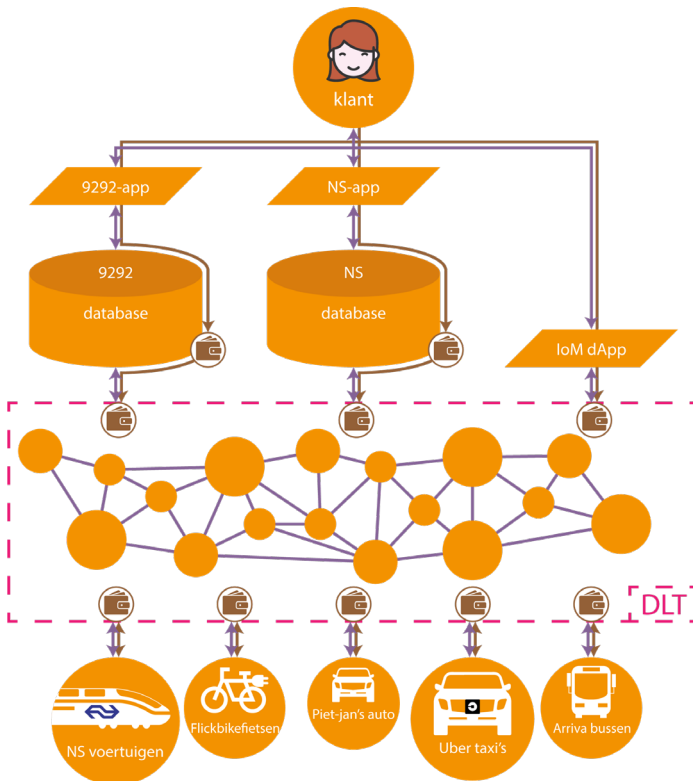 klant
9292-app
NS-app
9292
database
NS
database
IoM dApp
DLT
NS voertuigen
Flickbikefietsen
Piet-jan's auto
Uber taxi's
Arriva bussen